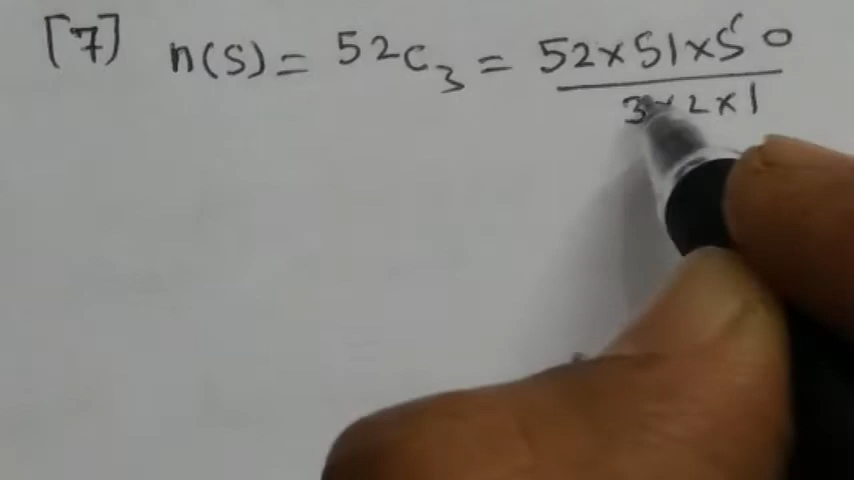 [7] n(S) = 52C₃ = 52×51×50
3×2×1